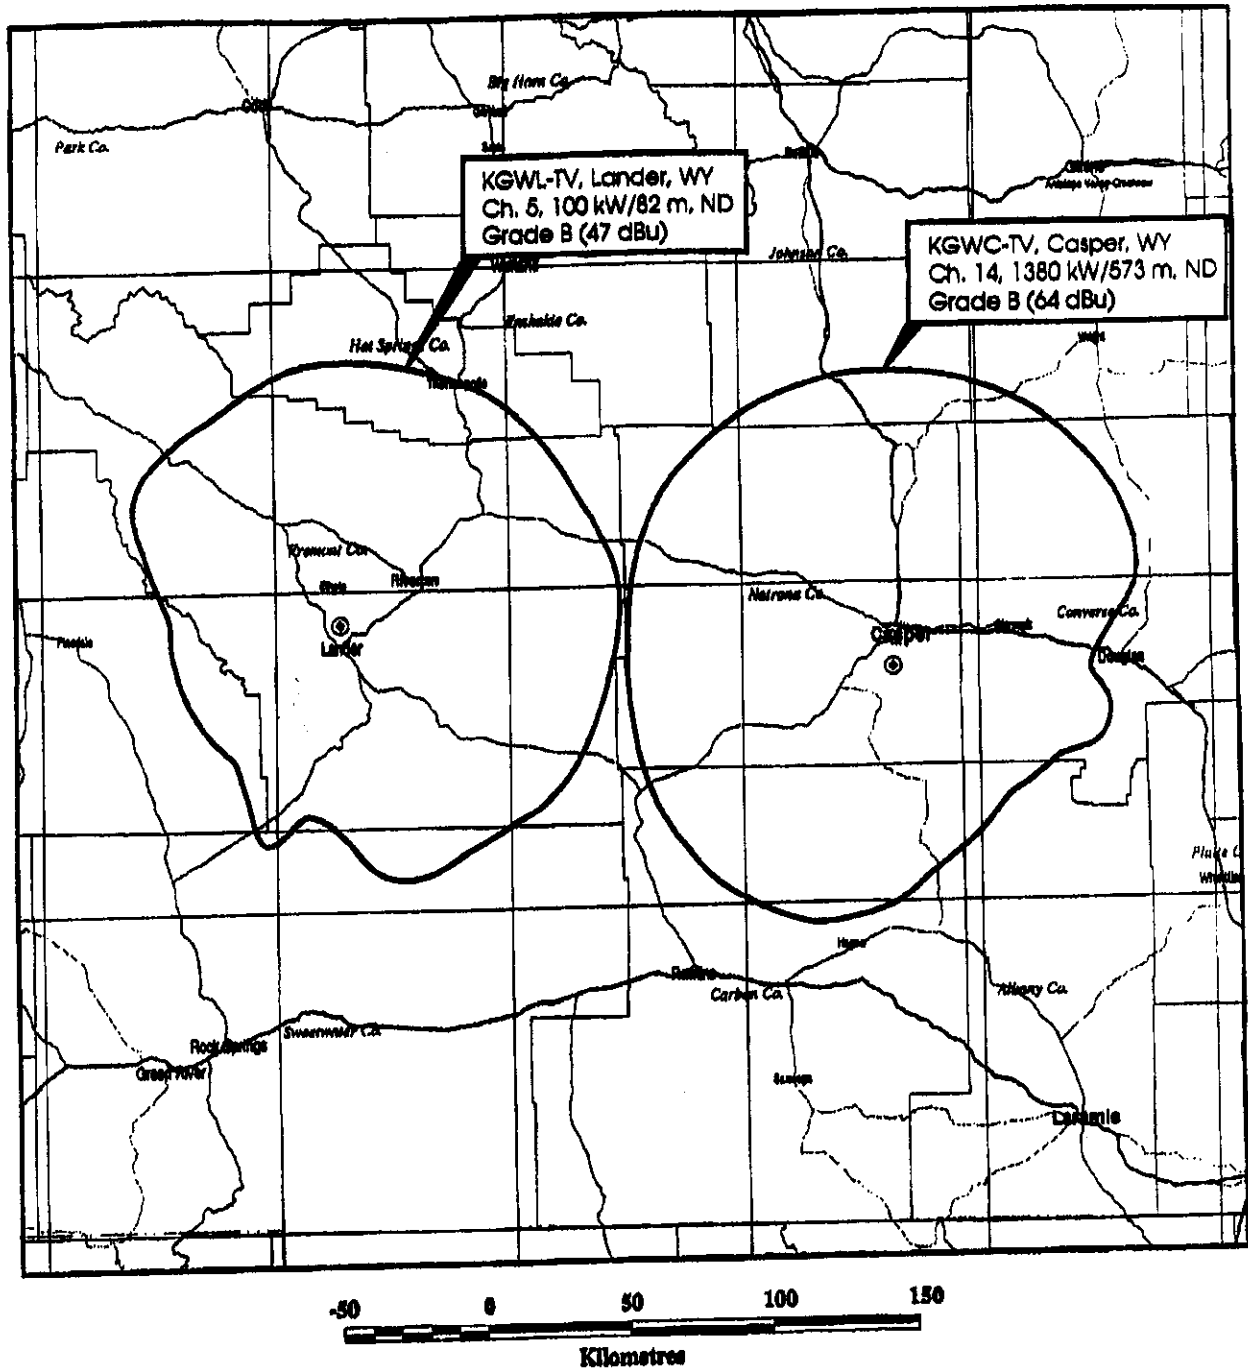 Big Horn Co.
Park Co.
KGWL-TV, Lander, WY
Ch. 5, 100 kW/82 m, ND
Grade B (47 dBu)
KGWC-TV, Casper, WY
Ch. 14, 1380 kW/573 m, ND
Grade B (64 dBu)
Johnson Co.
Washakie Co.
Hot Springs Co.
Fremont Co.
Riverton
Lander
Natrona Co.
Converse Co.
Casper
Douglas
Rawlins
Carbon Co.
Albany Co.
Sweetwater Co.
Rock Springs
Green River
Laramie
-50 0 50 100 150
Kilometres